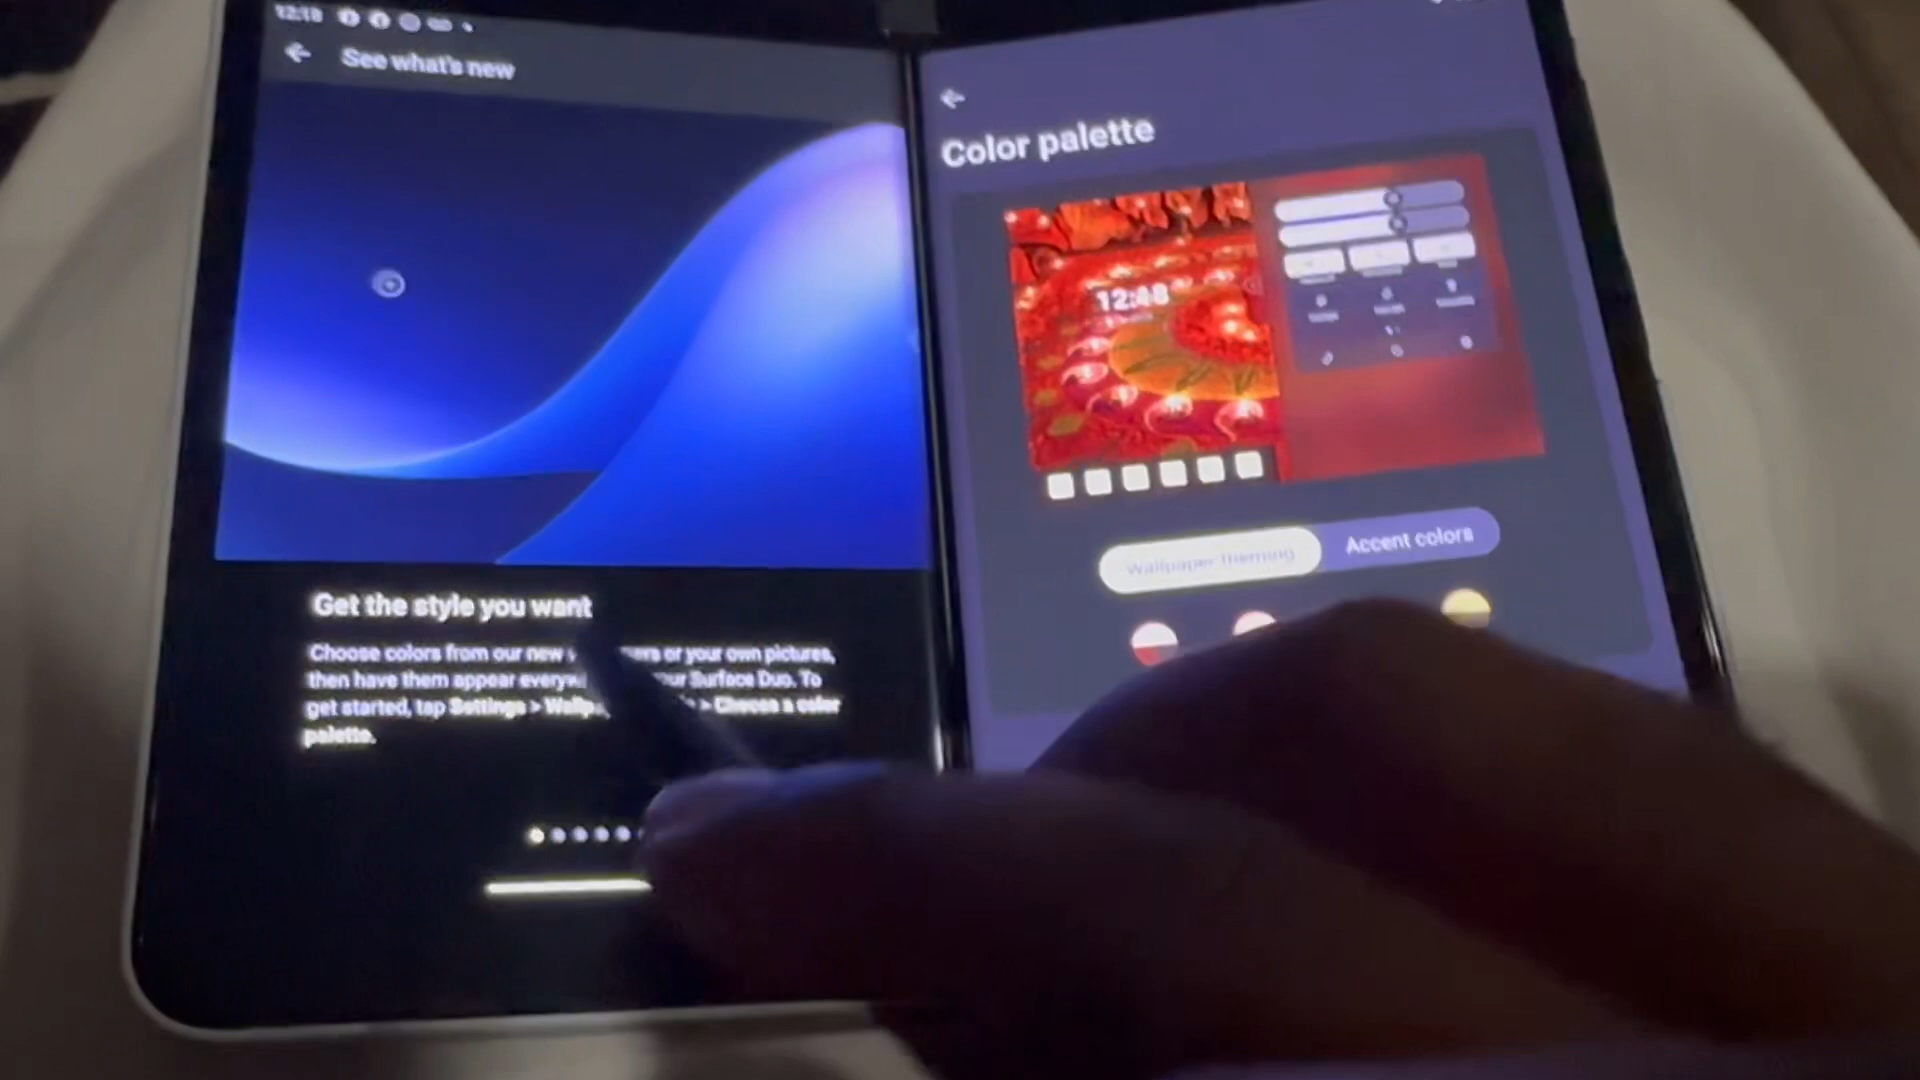 12:18
See what's new
Get the style you want
Choose colors from our new ers or your own pictures,
then have them appear everyw ur Surface Duo. To
get started, tap Settings > Wallp > Choose a color
palette.
Color palette
12:48
Wallpaper theming
Accent colors